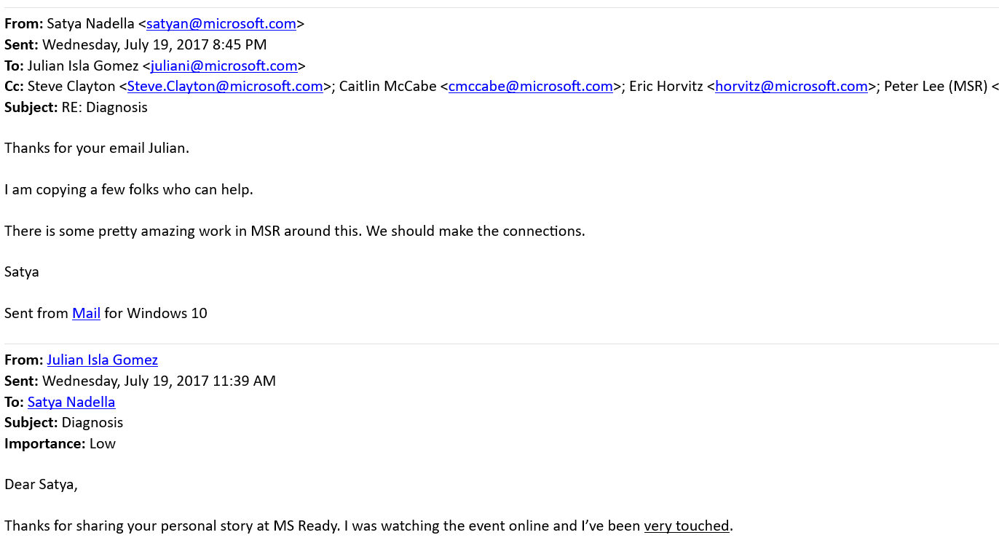 From: Satya Nadella <satyan@microsoft.com>
Sent: Wednesday, July 19, 2017 8:45 PM
To: Julian Isla Gomez <juliani@microsoft.com>
Cc: Steve Clayton <Steve.Clayton@microsoft.com>; Caitlin McCabe <cmccabe@microsoft.com>; Eric Horvitz <horvitz@microsoft.com>; Peter Lee (MSR) <
Subject: RE: Diagnosis
Thanks for your email Julian.
I am copying a few folks who can help.
There is some pretty amazing work in MSR around this. We should make the connections.
Satya
Sent from Mail for Windows 10
From: Julian Isla Gomez
Sent: Wednesday, July 19, 2017 11:39 AM
To: Satya Nadella
Subject: Diagnosis
Importance: Low
Dear Satya,
Thanks for sharing your personal story at MS Ready. I was watching the event online and I’ve been very touched.